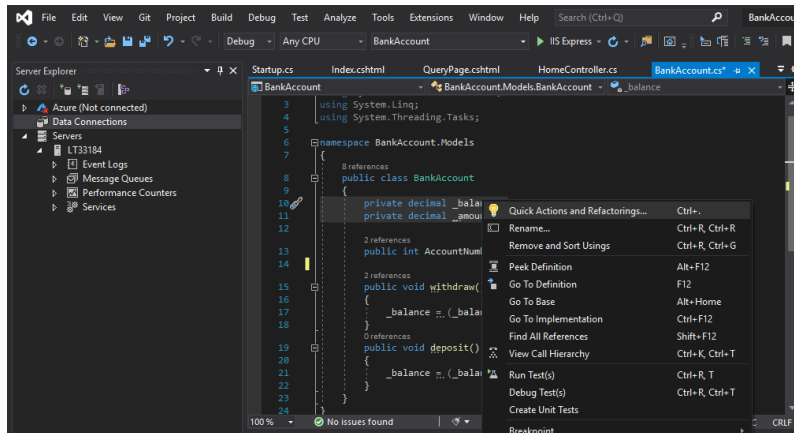 File Edit View Git Project Build Debug Test Analyze Tools Extensions Window Help Search (Ctrl+Q) BankAccou
Debug Any CPU BankAccount IIS Express
Server Explorer
Azure (Not connected)
Data Connections
Servers
LT33184
Event Logs
Message Queues
Performance Counters
Services
Startup.cs Index.cshtml QueryPage.cshtml HomeController.cs BankAccount.cs*
BankAccount BankAccount.Models.BankAccount _balance
3 using System.Linq;
4 using System.Threading.Tasks;
5
6 namespace BankAccount.Models
7 {
8 references
8 public class BankAccount
9 {
10 private decimal _balan
11 private decimal _amoun
12
2 references
13 public int AccountNumb
14
2 references
15 public void withdraw(
16 {
17 _balance = (_balan
18 }
0 references
19 public void deposit()
20 {
21 _balance = (_balan
22 }
23 }
24 }
100 % No issues found CRLF
Quick Actions and Refactorings... Ctrl+.
Rename... Ctrl+R, Ctrl+R
Remove and Sort Usings Ctrl+R, Ctrl+G
Peek Definition Alt+F12
Go To Definition F12
Go To Base Alt+Home
Go To Implementation Ctrl+F12
Find All References Shift+F12
View Call Hierarchy Ctrl+K, Ctrl+T
Run Test(s) Ctrl+R, T
Debug Test(s) Ctrl+R, Ctrl+T
Create Unit Tests
Breakpoint